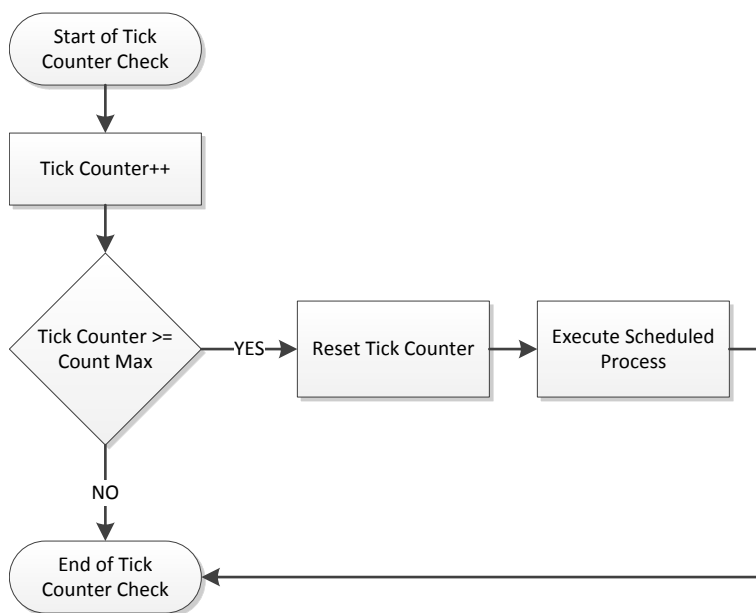 Start of Tick
Counter Check
Tick Counter++
Tick Counter >=
Count Max
YES
Reset Tick Counter
Execute Scheduled
Process
NO
End of Tick
Counter Check